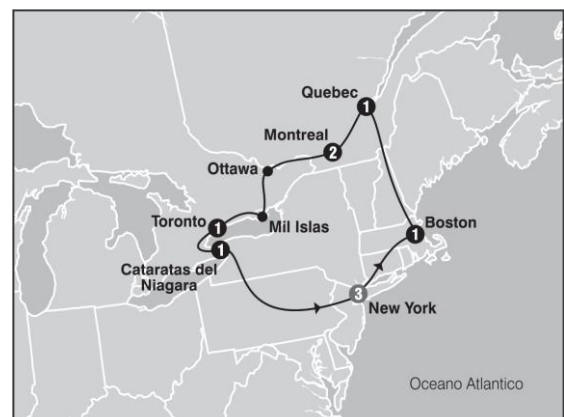 Quebec
1
Montreal
2
Ottawa
Toronto
1
Mil Islas
Boston
1
1
Cataratas del
Niagara
3
New York
Oceano Atlantico